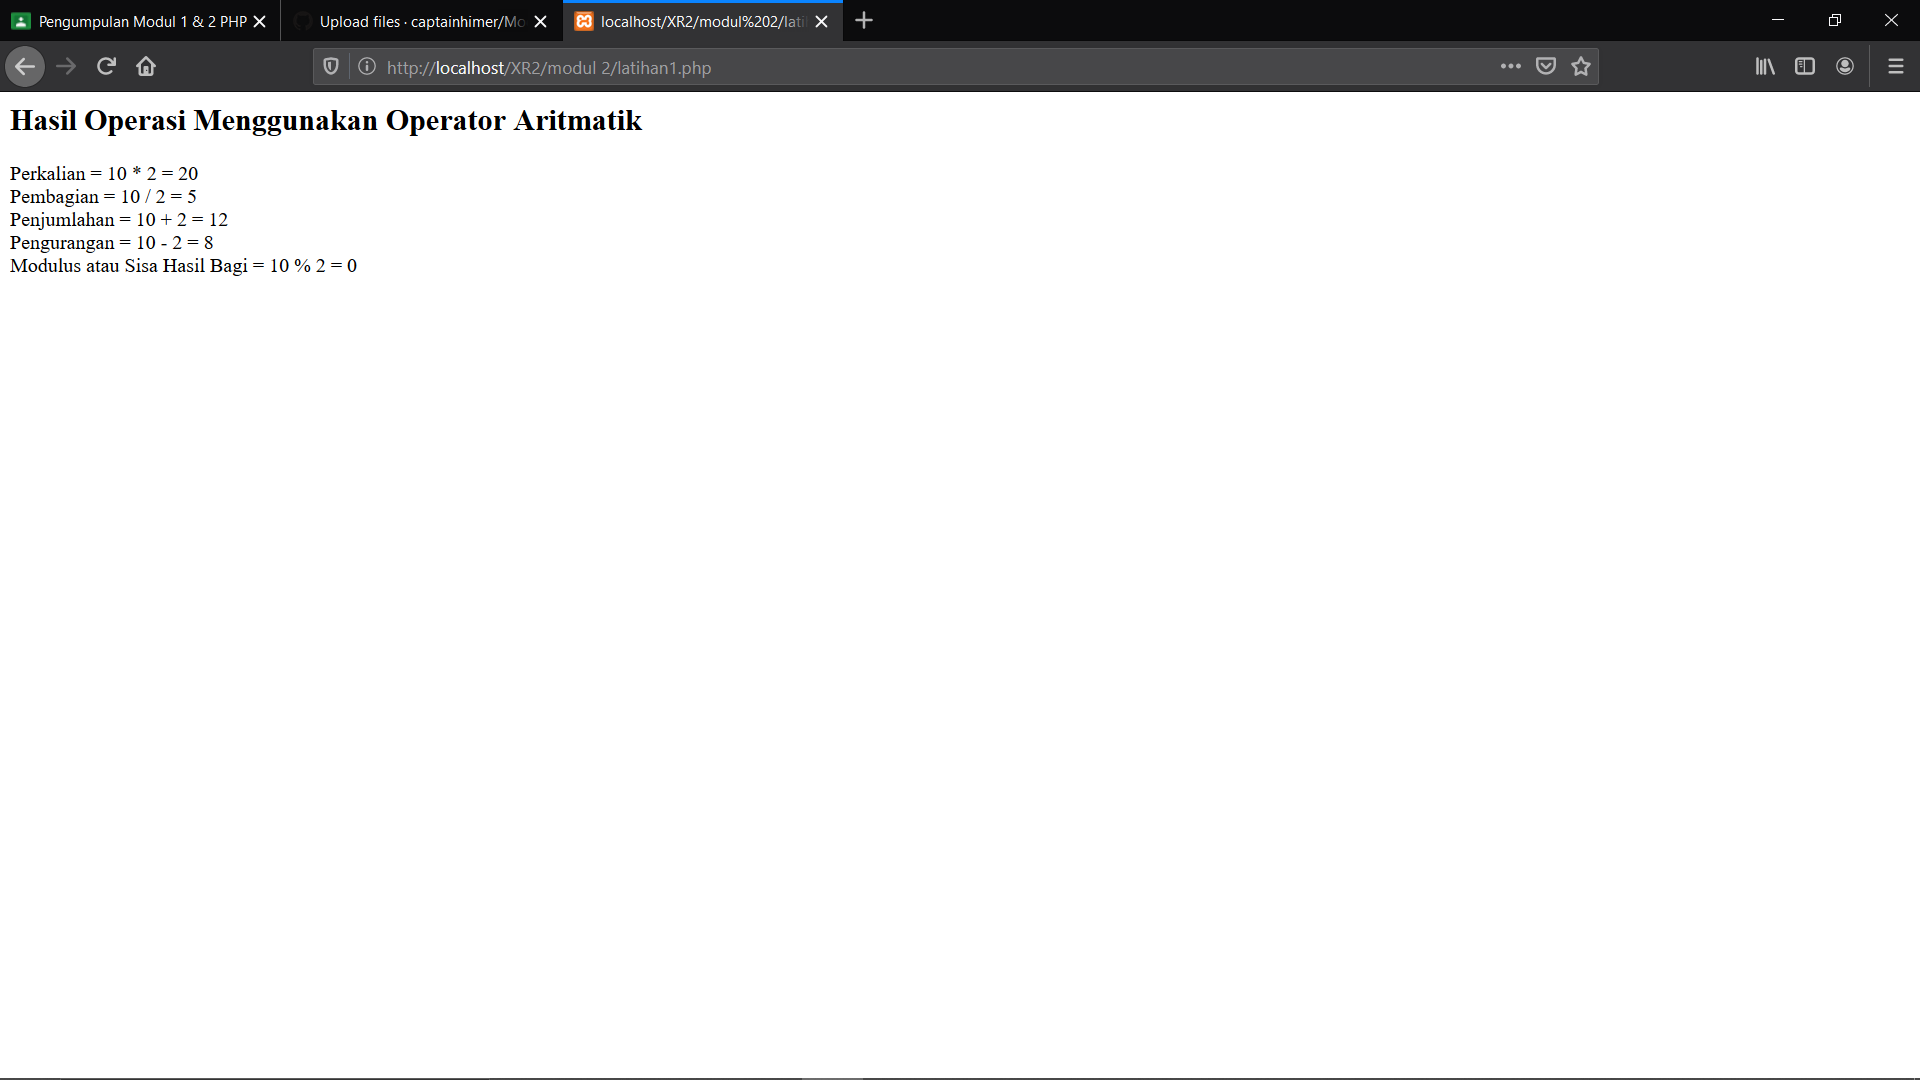 Pengumpulan Modul 1 & 2 PHP
Upload files · captainhimer/Mo
localhost/XR2/modul%202/lati
http://localhost/XR2/modul 2/latihan1.php
Hasil Operasi Menggunakan Operator Aritmatik
Perkalian = 10 * 2 = 20
Pembagian = 10 / 2 = 5
Penjumlahan = 10 + 2 = 12
Pengurangan = 10 - 2 = 8
Modulus atau Sisa Hasil Bagi = 10 % 2 = 0